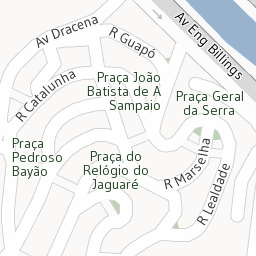 Av Dracena
R Guapó
Av Eng Billings
R Catalunha
Praça João
Batista de A
Sampaio
Praça Geral
da Serra
Praça
Pedroso
Bayão
Praça do
Relógio do
Jaguaré
R Marselha
R Lealdade